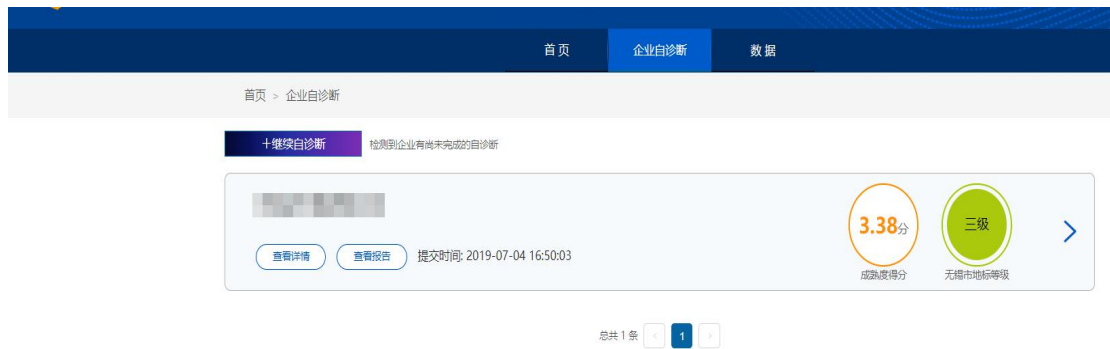 首页 企业自诊断 数据
首页 > 企业自诊断
十继续自诊断 检测到企业有尚未完成的自诊断
3.38分 三级
查看详情 查看报告 提交时间: 2019-07-04 16:50:03
成熟度得分 无锡市地标等级
总共1条 < 1 >